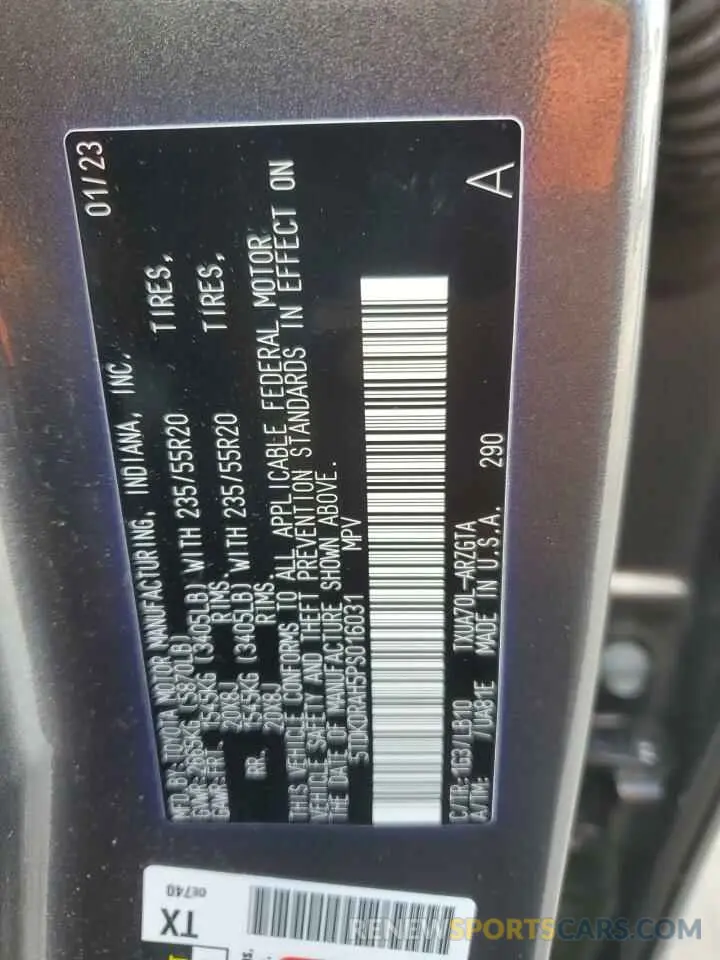 MFD BY: TOYOTA MOTOR MANUFACTURING, INDIANA, INC. 01/23
GVWR: 2665KG (5870LB)
GAWR: FRT. 1545KG (3405LB) WITH 235/55R20 TIRES,
20X8J RIMS.
RR. 1545KG (3405LB) WITH 235/55R20 TIRES,
20X8J RIMS.
THIS VEHICLE CONFORMS TO ALL APPLICABLE FEDERAL MOTOR
VEHICLE SAFETY AND THEFT PREVENTION STANDARDS IN EFFECT ON
THE DATE OF MANUFACTURE SHOWN ABOVE.
5TDKDRAH5PS016031 MPV
C/TR: 1G3/LB10 TXUA70L-ARZGTA
A/TM: /UA81E MADE IN U.S.A. 290
A
TX
OE740
RENEWSPORTSCARS.COM